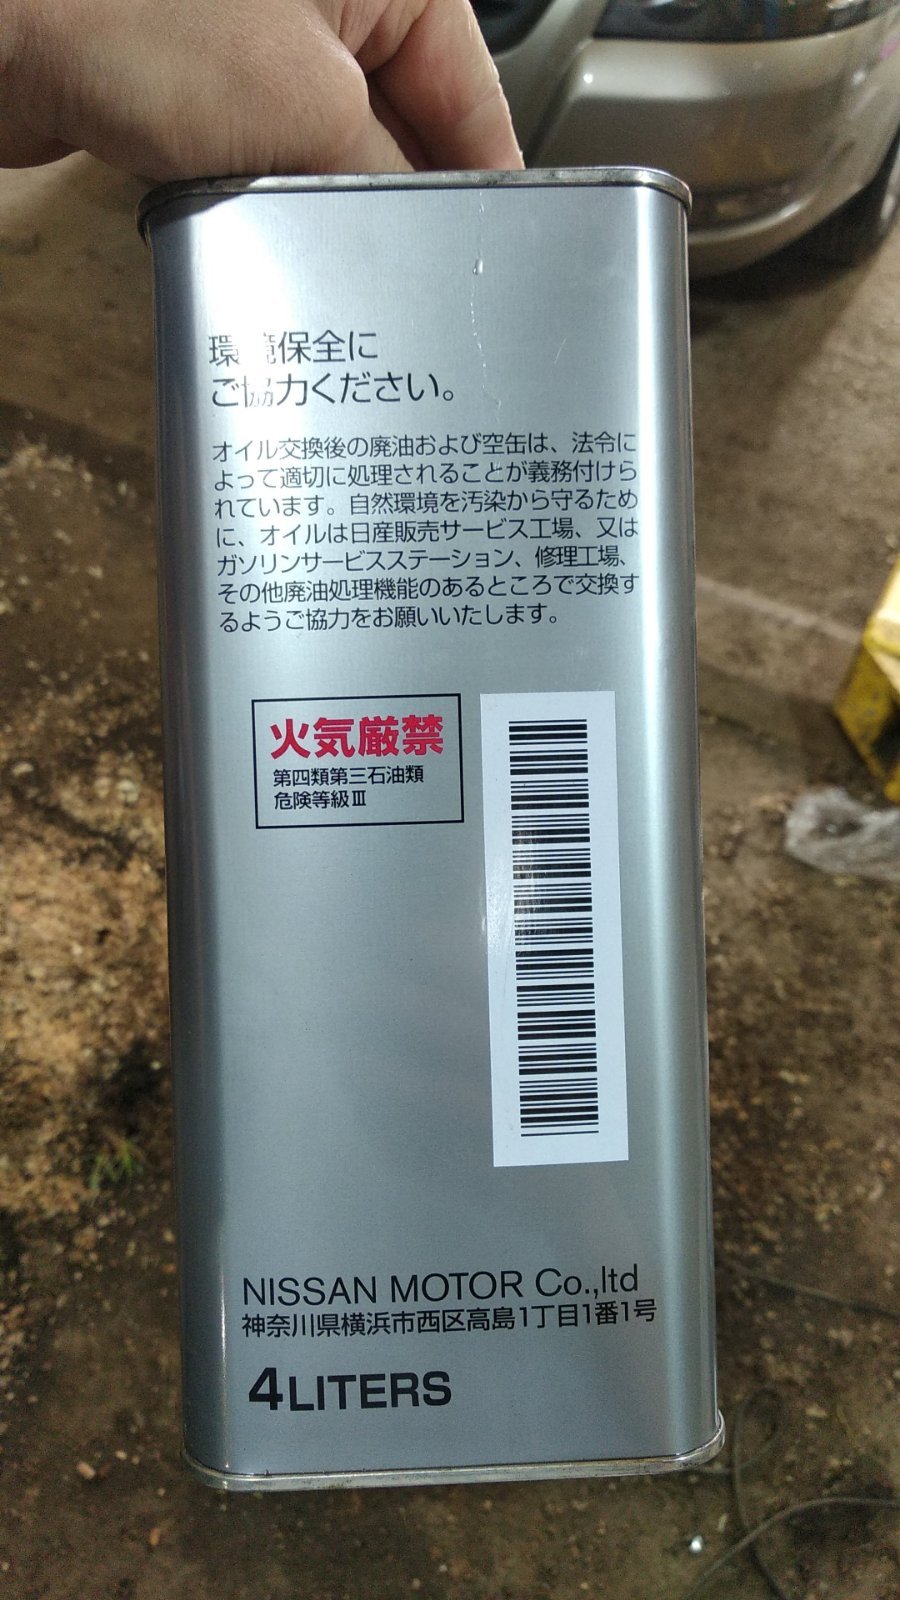 環境保全に
ご協力ください。
オイル交換後の廃油および空缶は、法令に
よって適切に処理されることが義務付けら
れています。自然環境を汚染から守るため
に、オイルは日産販売サービス工場、又は
ガソリンサービスステーション、修理工場、
その他廃油処理機能のあるところで交換す
るようご協力をお願いいたします。
火気厳禁
第四類第三石油類
危険等級Ⅲ
NISSAN MOTOR Co.,ltd
神奈川県横浜市西区高島1丁目1番1号
4 LITERS